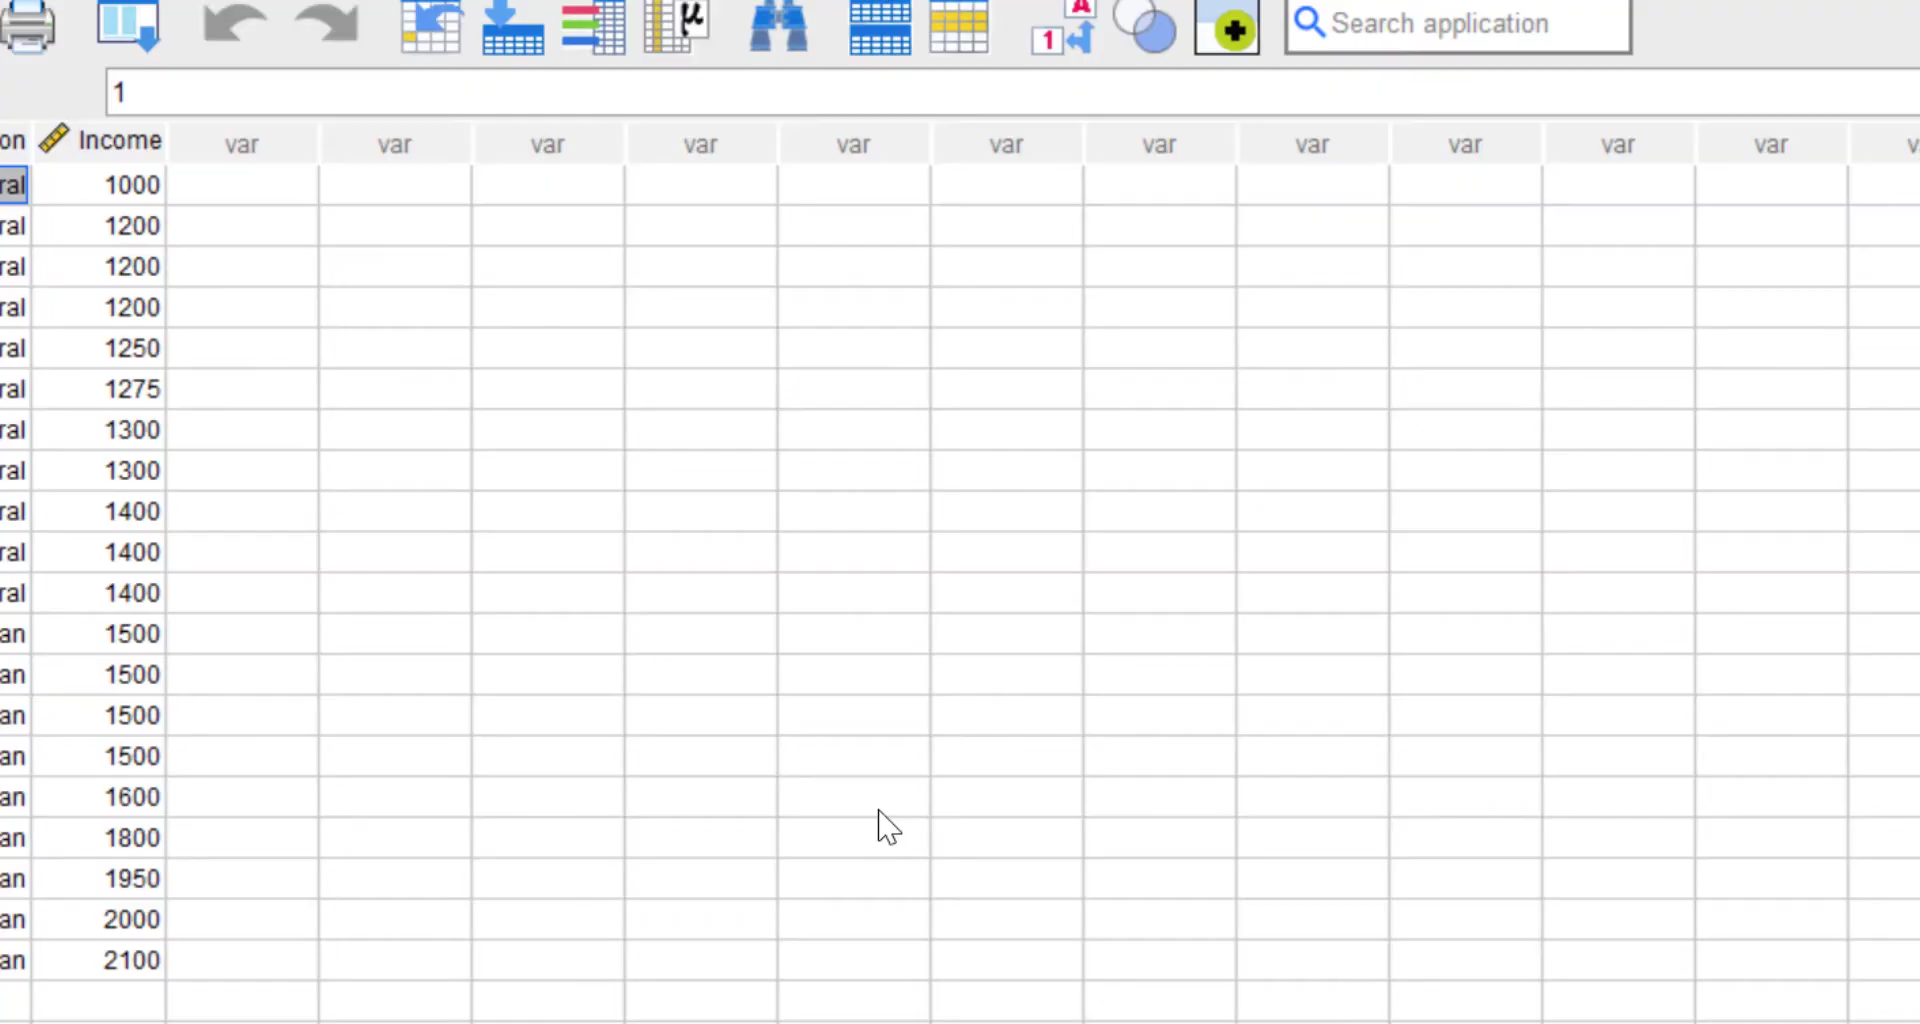 μ
A
1
Search application
1
on Income var var var var var var var var var var var v
ral 1000
ral 1200
ral 1200
ral 1200
ral 1250
ral 1275
ral 1300
ral 1300
ral 1400
ral 1400
ral 1400
an 1500
an 1500
an 1500
an 1500
an 1600
an 1800
an 1950
an 2000
an 2100